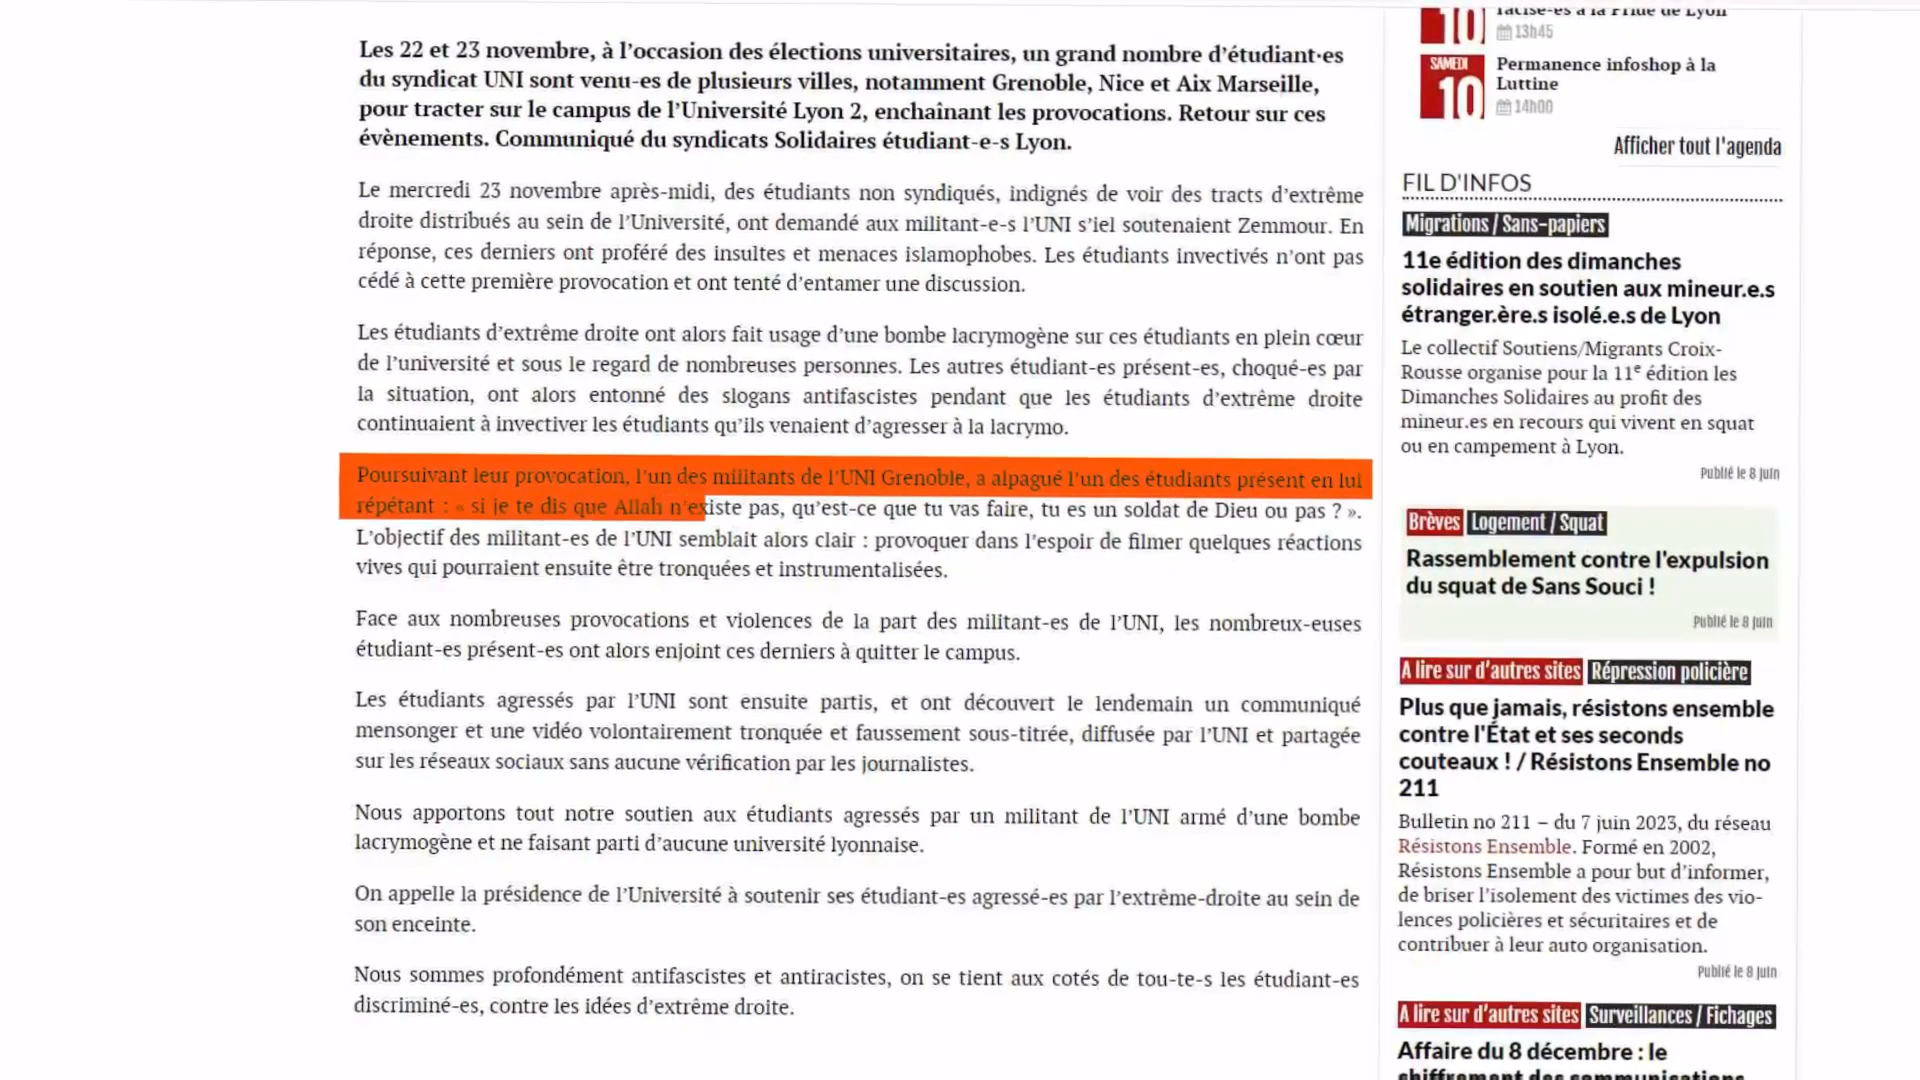 Les 22 et 23 novembre, à l’occasion des élections universitaires, un grand nombre d’étudiant·es
du syndicat UNI sont venu-es de plusieurs villes, notamment Grenoble, Nice et Aix Marseille,
pour tracter sur le campus de l’Université Lyon 2, enchaînant les provocations. Retour sur ces
évènements. Communiqué du syndicats Solidaires étudiant-e-s Lyon.
Le mercredi 23 novembre après-midi, des étudiants non syndiqués, indignés de voir des tracts d’extrême
droite distribués au sein de l’Université, ont demandé aux militant-e-s l’UNI s’iel soutenaient Zemmour. En
réponse, ces derniers ont proféré des insultes et menaces islamophobes. Les étudiants invectivés n’ont pas
cédé à cette première provocation et ont tenté d’entamer une discussion.
Les étudiants d’extrême droite ont alors fait usage d’une bombe lacrymogène sur ces étudiants en plein cœur
de l’université et sous le regard de nombreuses personnes. Les autres étudiant-es présent-es, choqué-es par
la situation, ont alors entonné des slogans antifascistes pendant que les étudiants d’extrême droite
continuaient à invectiver les étudiants qu’ils venaient d’agresser à la lacrymo.
Poursuivant leur provocation, l’un des militants de l’UNI Grenoble, a alpagué l’un des étudiants présent en lui
répétant : « si je te dis que Allah n’existe pas, qu’est-ce que tu vas faire, tu es un soldat de Dieu ou pas ? ».
L’objectif des militant-es de l’UNI semblait alors clair : provoquer dans l’espoir de filmer quelques réactions
vives qui pourraient ensuite être tronquées et instrumentalisées.
Face aux nombreuses provocations et violences de la part des militant-es de l’UNI, les nombreux-euses
étudiant-es présent-es ont alors enjoint ces derniers à quitter le campus.
Les étudiants agressés par l’UNI sont ensuite partis, et ont découvert le lendemain un communiqué
mensonger et une vidéo volontairement tronquée et faussement sous-titrée, diffusée par l’UNI et partagée
sur les réseaux sociaux sans aucune vérification par les journalistes.
Nous apportons tout notre soutien aux étudiants agressés par un militant de l’UNI armé d’une bombe
lacrymogène et ne faisant parti d’aucune université lyonnaise.
On appelle la présidence de l’Université à soutenir ses étudiant-es agressé-es par l’extrême-droite au sein de
son enceinte.
Nous sommes profondément antifascistes et antiracistes, on se tient aux cotés de tou-te-s les étudiant-es
discriminé-es, contre les idées d’extrême droite.
10
racisé-es à la Pride de Lyon
13h45
SAMEDI
10
Permanence infoshop à la
Luttine
14h00
Afficher tout l'agenda
FIL D'INFOS
Migrations / Sans-papiers
11e édition des dimanches
solidaires en soutien aux mineur.e.s
étranger.ère.s isolé.e.s de Lyon
Le collectif Soutiens/Migrants Croix-
Rousse organise pour la 11e édition les
Dimanches Solidaires au profit des
mineur.es en recours qui vivent en squat
ou en campement à Lyon.
Publié le 8 juin
Brèves Logement / Squat
Rassemblement contre l'expulsion
du squat de Sans Souci !
Publié le 8 juin
A lire sur d'autres sites Répression policière
Plus que jamais, résistons ensemble
contre l'État et ses seconds
couteaux ! / Résistons Ensemble no
211
Bulletin no 211 – du 7 juin 2023, du réseau
Résistons Ensemble. Formé en 2002,
Résistons Ensemble a pour but d’informer,
de briser l’isolement des victimes des vio-
lences policières et sécuritaires et de
contribuer à leur auto organisation.
Publié le 8 juin
A lire sur d'autres sites Surveillances / Fichages
Affaire du 8 décembre : le
chiffrement des communications